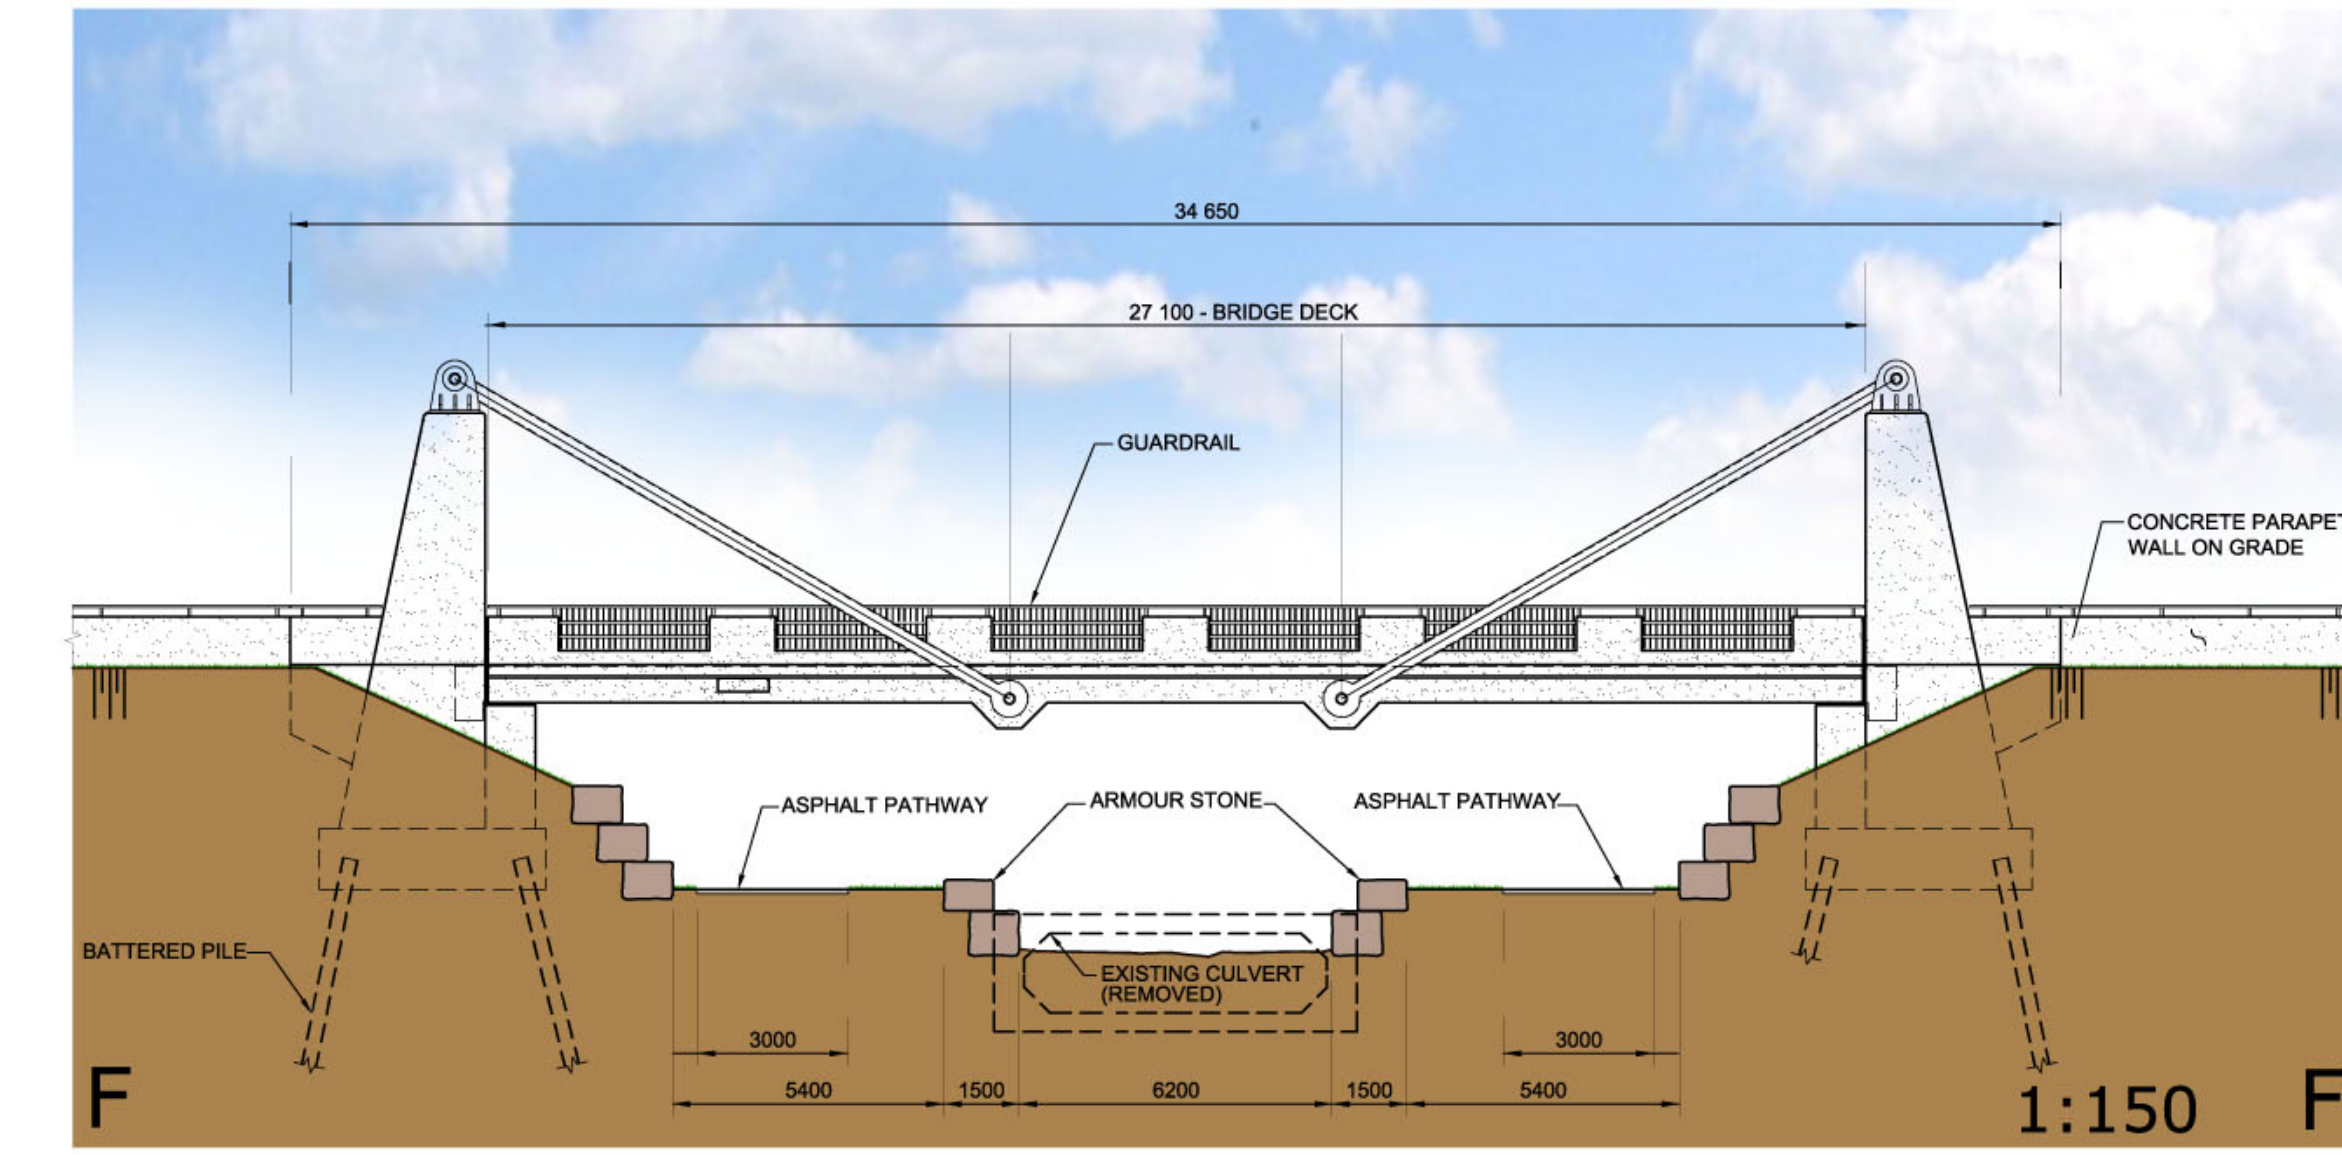 34 650
27 100 - BRIDGE DECK
GUARDRAIL
CONCRETE PARAPET
WALL ON GRADE
ASPHALT PATHWAY
ARMOUR STONE
ASPHALT PATHWAY
BATTERED PILE
EXISTING CULVERT
(REMOVED)
3000
3000
5400
1500
6200
1500
5400
F
1:150
F